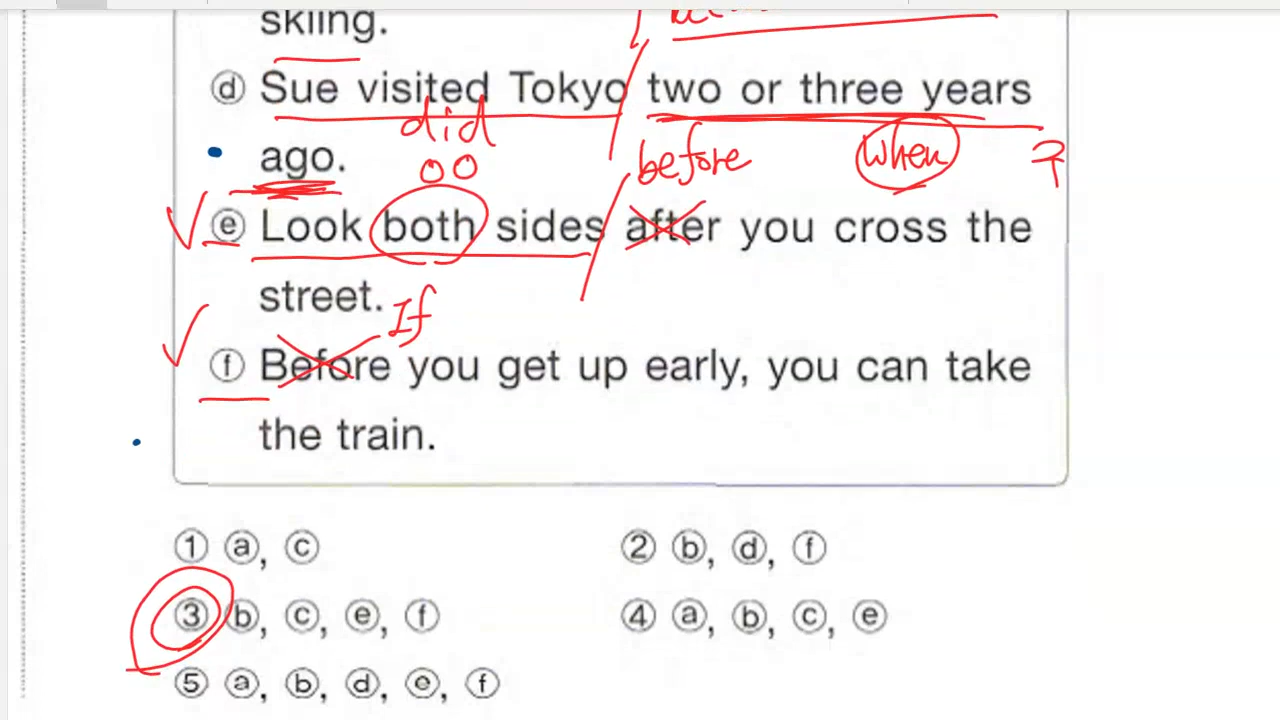 skiing.
ⓓ Sue visited Tokyo two or three years
did
ago.
before when
ⓔ Look both sides after you cross the
street.
If
ⓕ Before you get up early, you can take
the train.
① ⓐ, ⓒ ② ⓑ, ⓓ, ⓕ
③ ⓑ, ⓒ, ⓔ, ⓕ ④ ⓐ, ⓑ, ⓒ, ⓔ
⑤ ⓐ, ⓑ, ⓓ, ⓔ, ⓕ